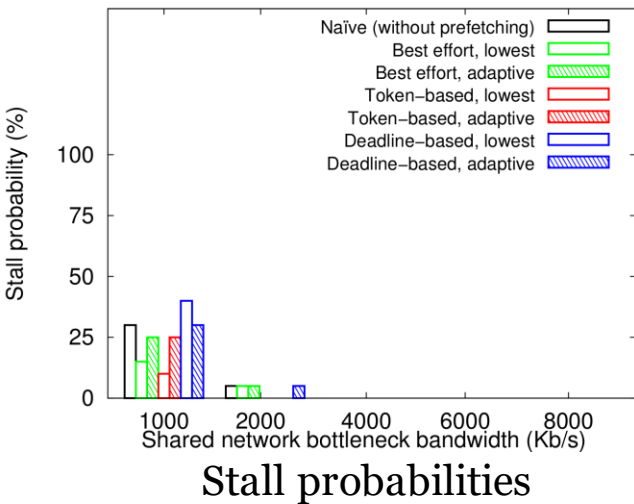 Naïve (without prefetching)
Best effort, lowest
Best effort, adaptive
Token−based, lowest
Token−based, adaptive
Deadline−based, lowest
Deadline−based, adaptive
Stall probability (%)
100
75
50
25
0
1000 2000 4000 6000 8000
Shared network bottleneck bandwidth (Kb/s)
Stall probabilities